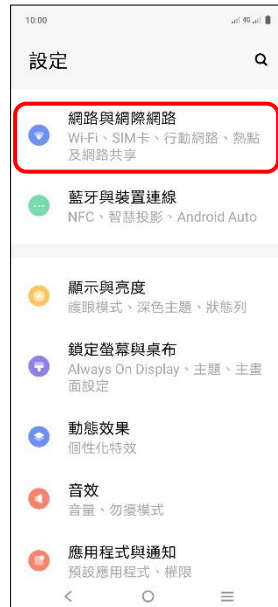 10:00
4G
設定
網路與網際網路
Wi-Fi、SIM卡、行動網路、熱點
及網路共享
藍牙與裝置連線
NFC、智慧投影、Android Auto
顯示與亮度
護眼模式、深色主題、狀態列
鎖定螢幕與桌布
Always On Display、主題、主畫
面設定
動態效果
個性化特效
音效
音量、勿擾模式
應用程式與通知
預設應用程式、權限